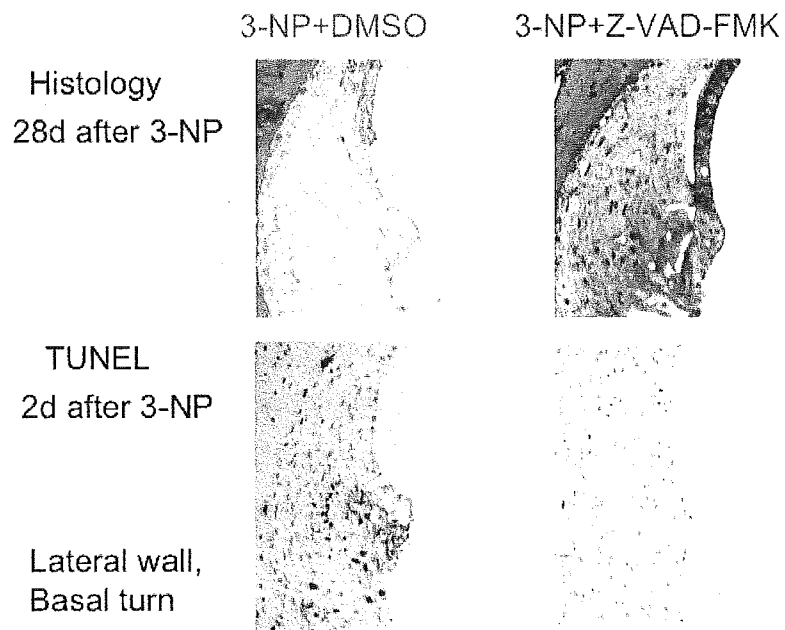 3-NP+DMSO 3-NP+Z-VAD-FMK
Histology
28d after 3-NP
TUNEL
2d after 3-NP
Lateral wall,
Basal turn